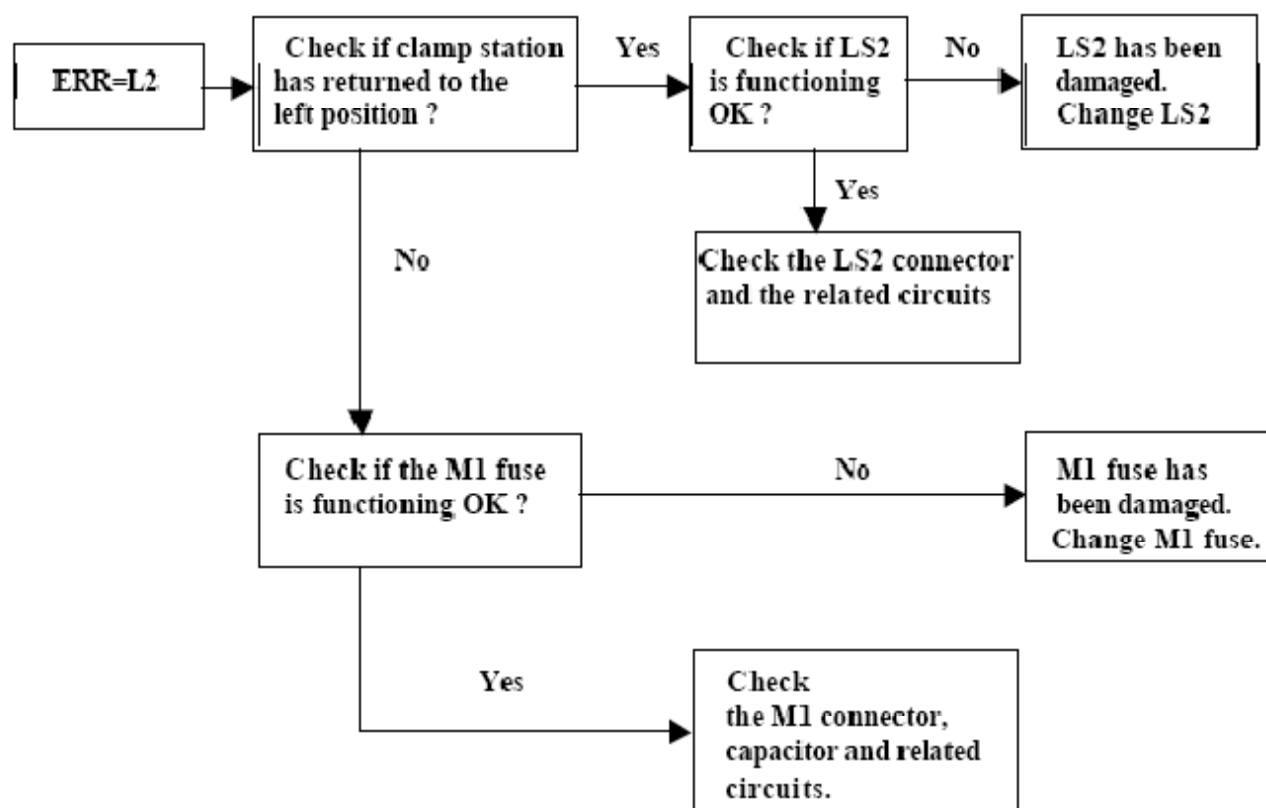 ERR=L2
Check if clamp station
has returned to the
left position ?
Yes
Check if LS2
is functioning
OK ?
No
LS2 has been
damaged.
Change LS2
Yes
Check the LS2 connector
and the related circuits
No
Check if the M1 fuse
is functioning OK ?
No
M1 fuse has
been damaged.
Change M1 fuse.
Yes
Check
the M1 connector,
capacitor and related
circuits.